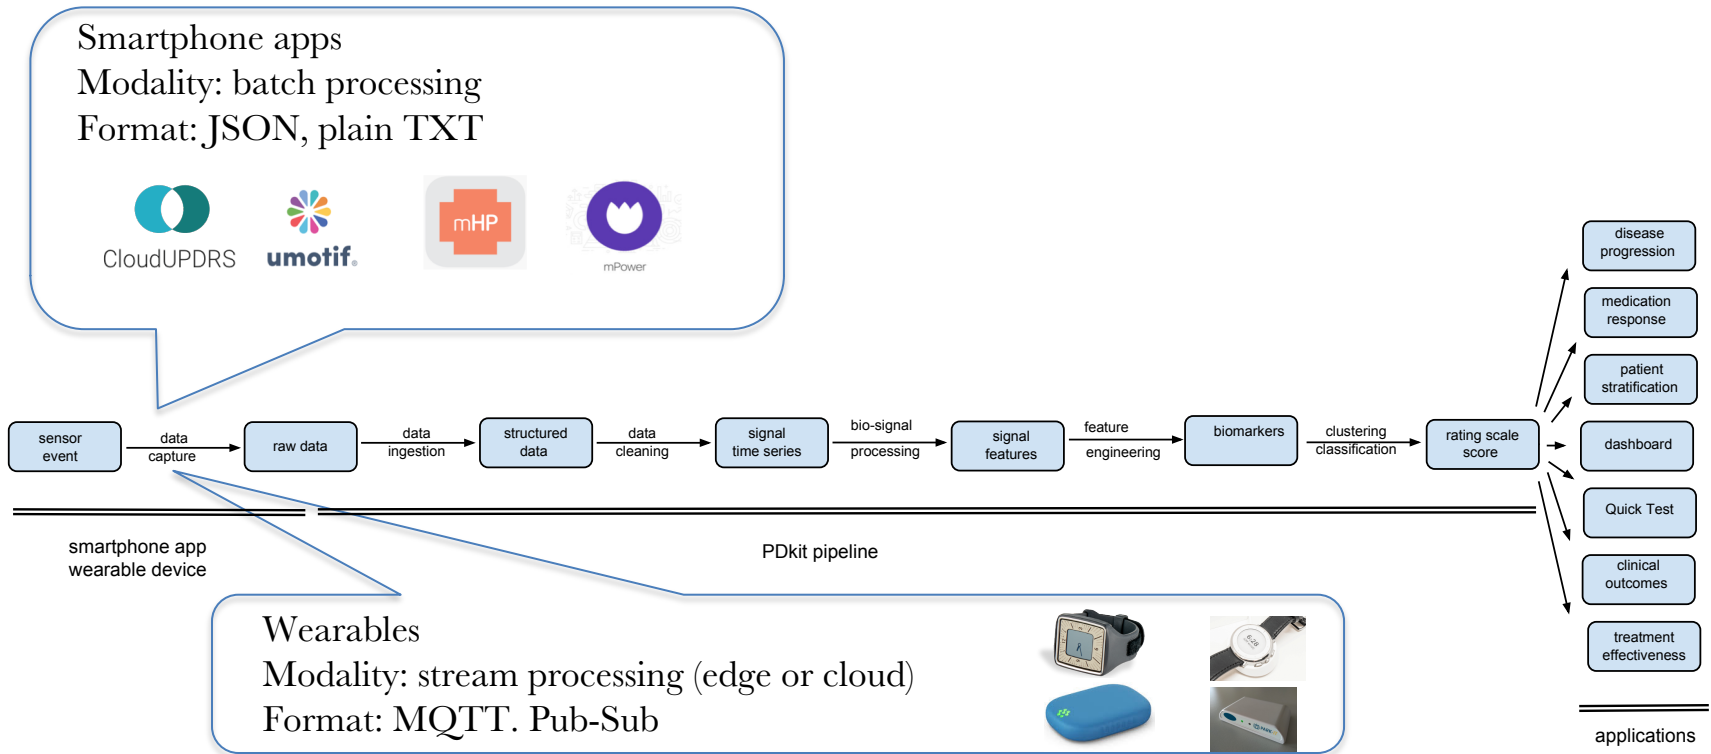 Smartphone apps
Modality: batch processing
Format: JSON, plain TXT
CloudUPDRS
umotif®
mHP
mPower
sensor
event
data
capture
raw data
data
ingestion
structured
data
data
cleaning
signal
time series
bio-signal
processing
signal
features
feature
engineering
biomarkers
clustering
classification
rating scale
score
disease
progression
medication
response
patient
stratification
dashboard
Quick Test
clinical
outcomes
treatment
effectiveness
smartphone app
wearable device
PDkit pipeline
applications
Wearables
Modality: stream processing (edge or cloud)
Format: MQTT. Pub-Sub
6:28